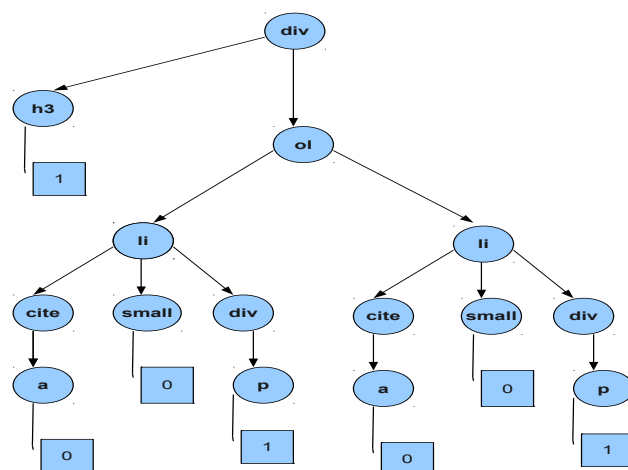 div
h3
ol
1
li li
cite small div cite small div
a 0 p a 0 p
0 1 0 1